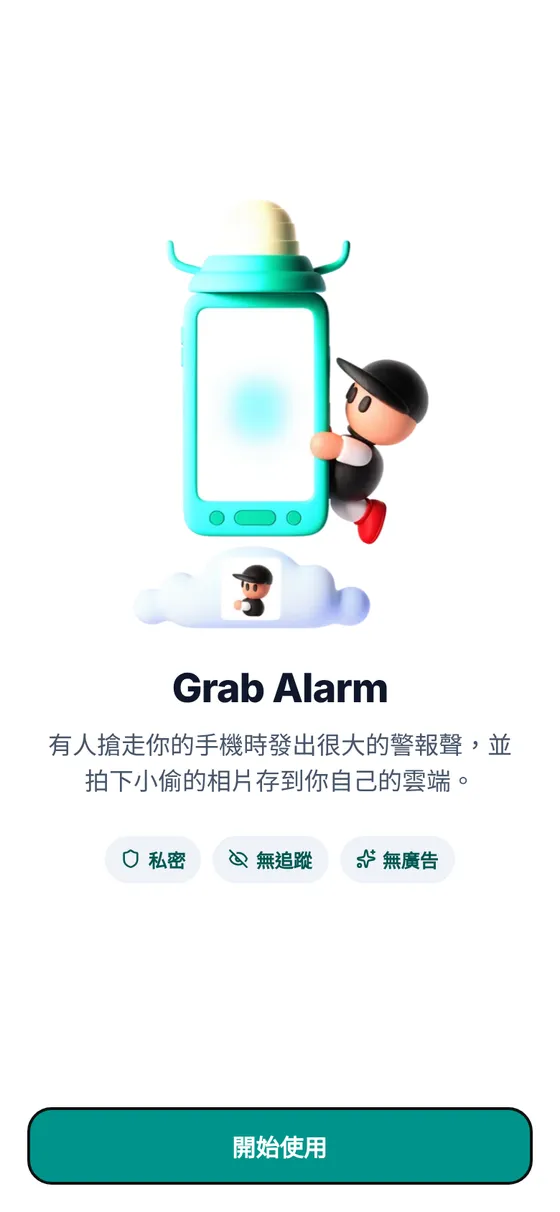 Grab Alarm
有人搶走你的手機時發出很大的警報聲，並
拍下小偷的相片存到你自己的雲端。
私密
無追蹤
無廣告
開始使用